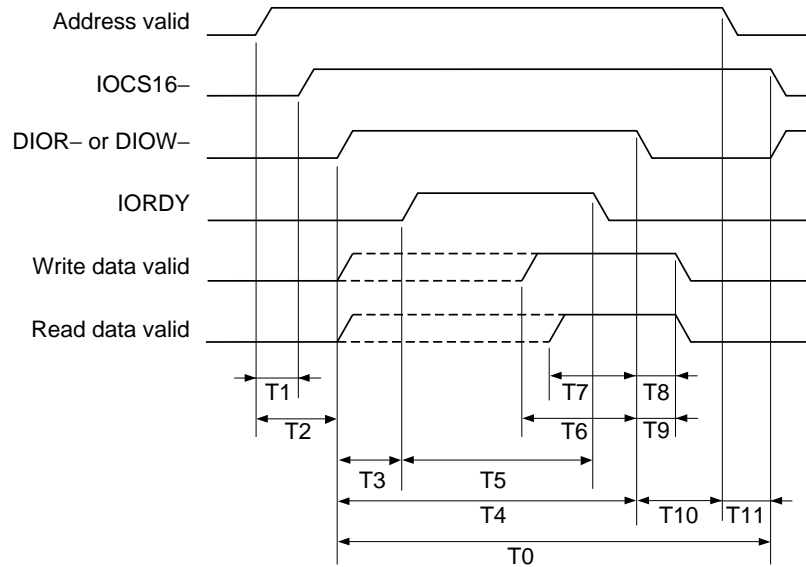 Address valid
IOCS16–
DIOR– or DIOW–
IORDY
Write data valid
Read data valid
T1 T7 T8
T2 T6 T9
T3 T5
T4 T10 T11
T0